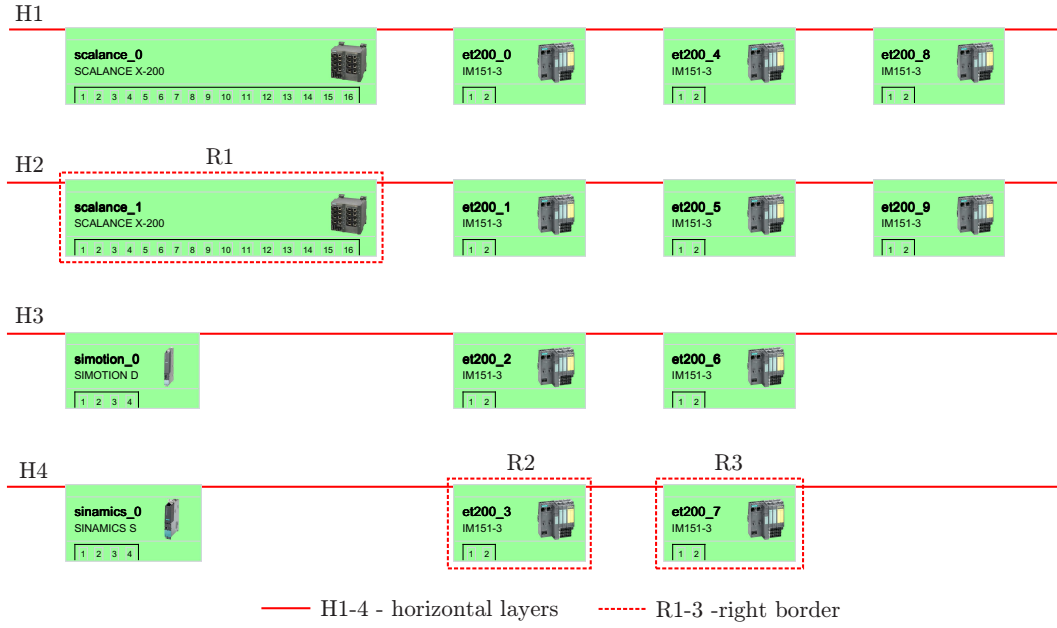 H1
scalance_0
SCALANCE X-200
1 2 3 4 5 6 7 8 9 10 11 12 13 14 15 16
et200_0
IM151-3
1 2
et200_4
IM151-3
1 2
et200_8
IM151-3
1 2
H2
R1
scalance_1
SCALANCE X-200
1 2 3 4 5 6 7 8 9 10 11 12 13 14 15 16
et200_1
IM151-3
1 2
et200_5
IM151-3
1 2
et200_9
IM151-3
1 2
H3
simotion_0
SIMOTION D
1 2 3 4
et200_2
IM151-3
1 2
et200_6
IM151-3
1 2
H4
sinamics_0
SINAMICS S
1 2 3 4
R2
et200_3
IM151-3
1 2
R3
et200_7
IM151-3
1 2
H1-4 - horizontal layers
R1-3 -right border